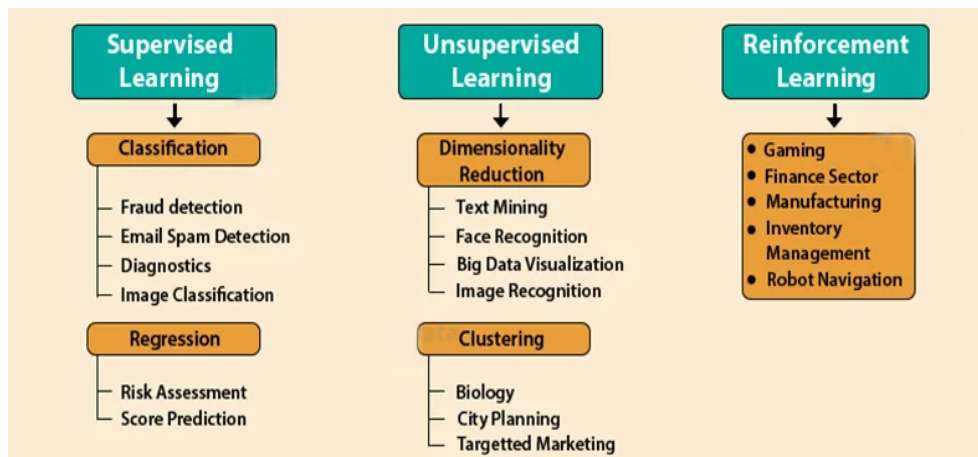 Supervised
Learning
Classification
Fraud detection
Email Spam Detection
Diagnostics
Image Classification
Regression
Risk Assessment
Score Prediction
Unsupervised
Learning
Dimensionality
Reduction
Text Mining
Face Recognition
Big Data Visualization
Image Recognition
Clustering
Biology
City Planning
Targetted Marketing
Reinforcement
Learning
• Gaming
• Finance Sector
• Manufacturing
• Inventory
Management
• Robot Navigation